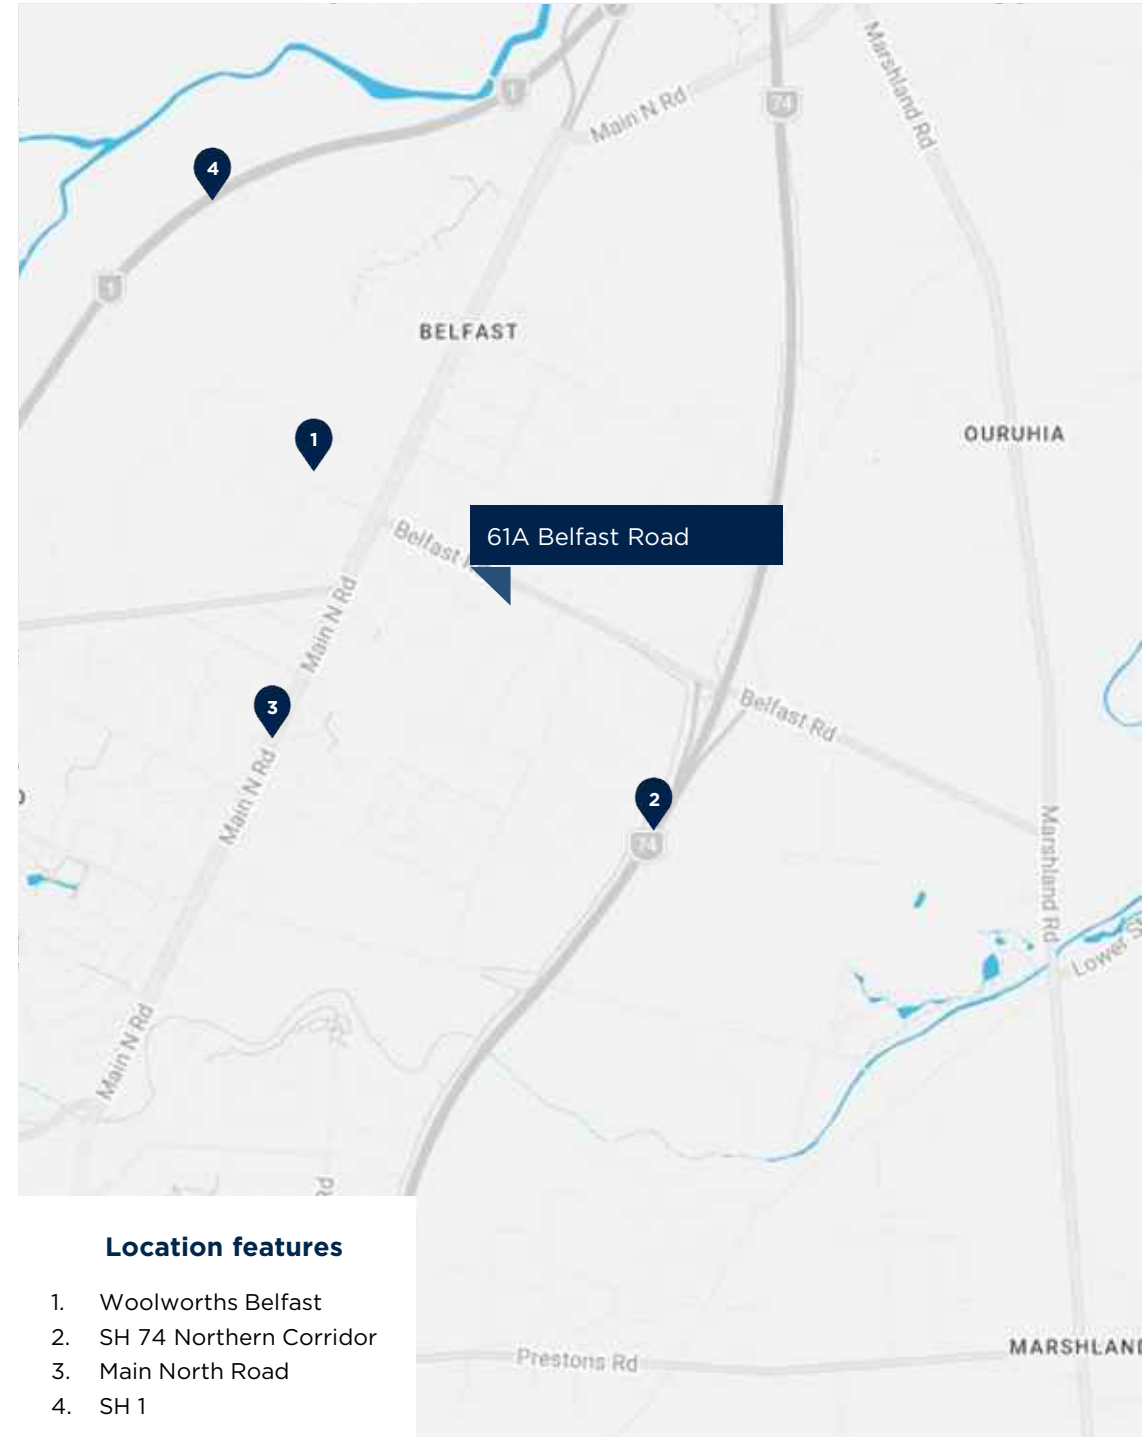 1
74
Main N Rd
Marshland Rd
4
1
BELFAST
1
OURUHIA
Belfast
61A Belfast Road
Main N Rd
3
Belfast Rd
Main N Rd
2
74
Marshland Rd
Lower
Main N Rd
Rd
Location features
1. Woolworths Belfast
2. SH 74 Northern Corridor
3. Main North Road
4. SH 1
Prestons Rd
MARSHLAND